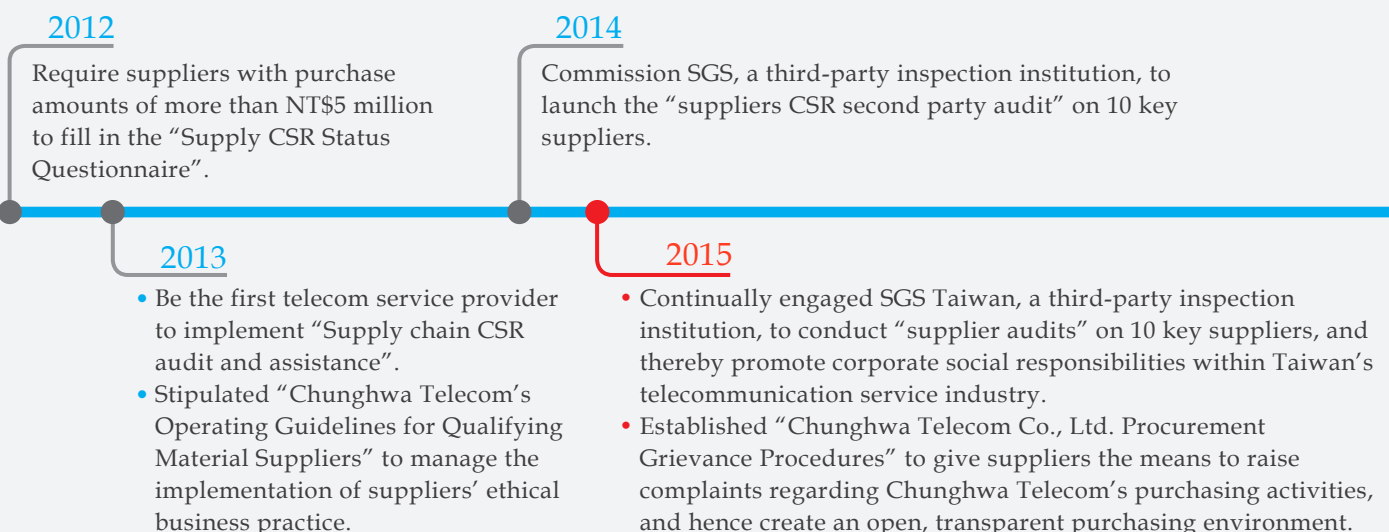 2012
Require suppliers with purchase
amounts of more than NT$5 million
to fill in the “Supply CSR Status
Questionnaire”.
2014
Commission SGS, a third-party inspection institution, to
launch the “suppliers CSR second party audit” on 10 key
suppliers.
2013
• Be the first telecom service provider
to implement “Supply chain CSR
audit and assistance”.
• Stipulated “Chunghwa Telecom’s
Operating Guidelines for Qualifying
Material Suppliers” to manage the
implementation of suppliers’ ethical
business practice.
2015
• Continually engaged SGS Taiwan, a third-party inspection
institution, to conduct “supplier audits” on 10 key suppliers, and
thereby promote corporate social responsibilities within Taiwan’s
telecommunication service industry.
• Established “Chunghwa Telecom Co., Ltd. Procurement
Grievance Procedures” to give suppliers the means to raise
complaints regarding Chunghwa Telecom’s purchasing activities,
and hence create an open, transparent purchasing environment.